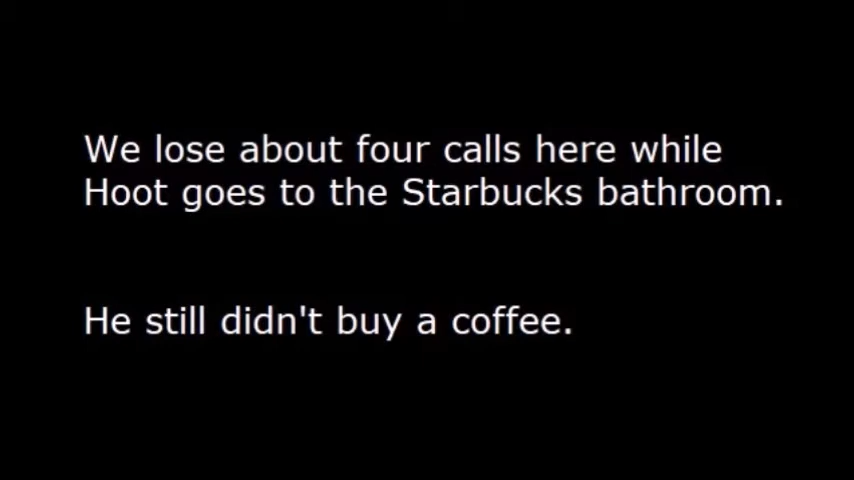 We lose about four calls here while
Hoot goes to the Starbucks bathroom.
He still didn't buy a coffee.